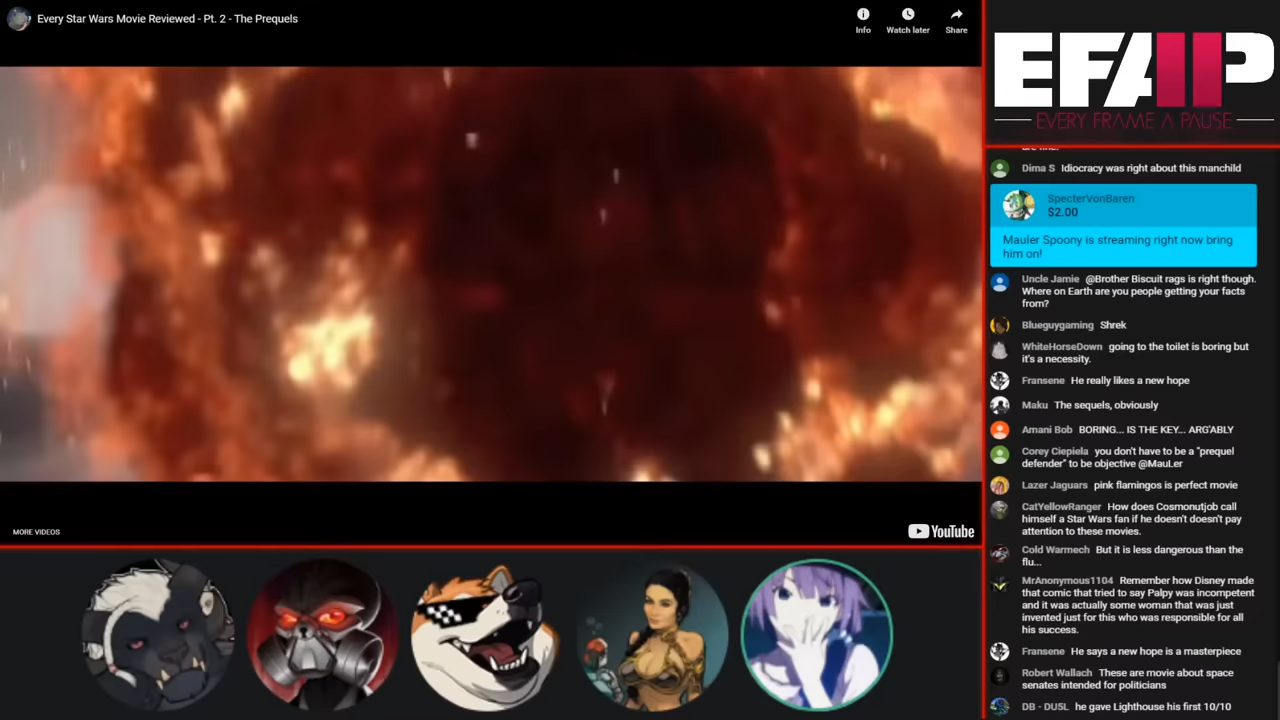 Every Star Wars Movie Reviewed - Pt. 2 - The Prequels
Info
Watch later
Share
MORE VIDEOS
YouTube
EFAP
EVERY FRAME A PAUSE
Dima S Idiocracy was right about this manchild
SpecterVonBaren
$2.00
Mauler Spoony is streaming right now bring
him on!
Uncle Jamie @Brother Biscuit rags is right though.
Where on Earth are you people getting your facts
from?
Blueguygaming Shrek
WhiteHorseDown going to the toilet is boring but
it's a necessity.
Fransene He really likes a new hope
Maku The sequels, obviously
Amani Bob BORING... IS THE KEY... ARGABLY
Corey Ciepiela you don't have to be a "prequel
defender" to be objective @MauLer
Lazer Jaguars pink flamingos is perfect movie
CatYellowRanger How does Cosmonutjob call
himself a Star Wars fan if he doesn't doesn't pay
attention to these movies.
Cold Warmech But it is less dangerous than the
flu...
MrAnonymous1104 Remember how Disney made
that comic that tried to say Palpy was incompetent
and it was actually some woman that was just
invented just for this who was responsible for all
his success.
Fransene He says a new hope is a masterpiece
Robert Wallach These are movie about space
senates intended for politicians
DB - DU5L he gave Lighthouse his first 10/10